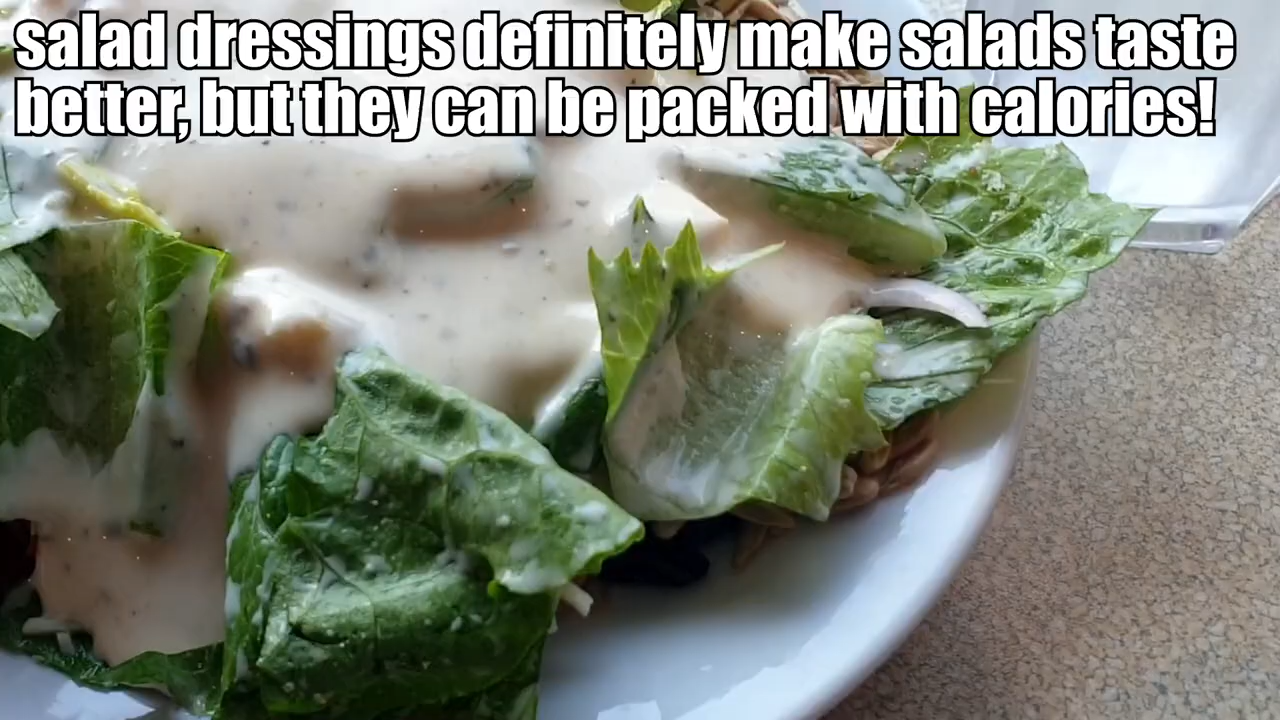 salad dressings definitely make salads taste
better, but they can be packed with calories!